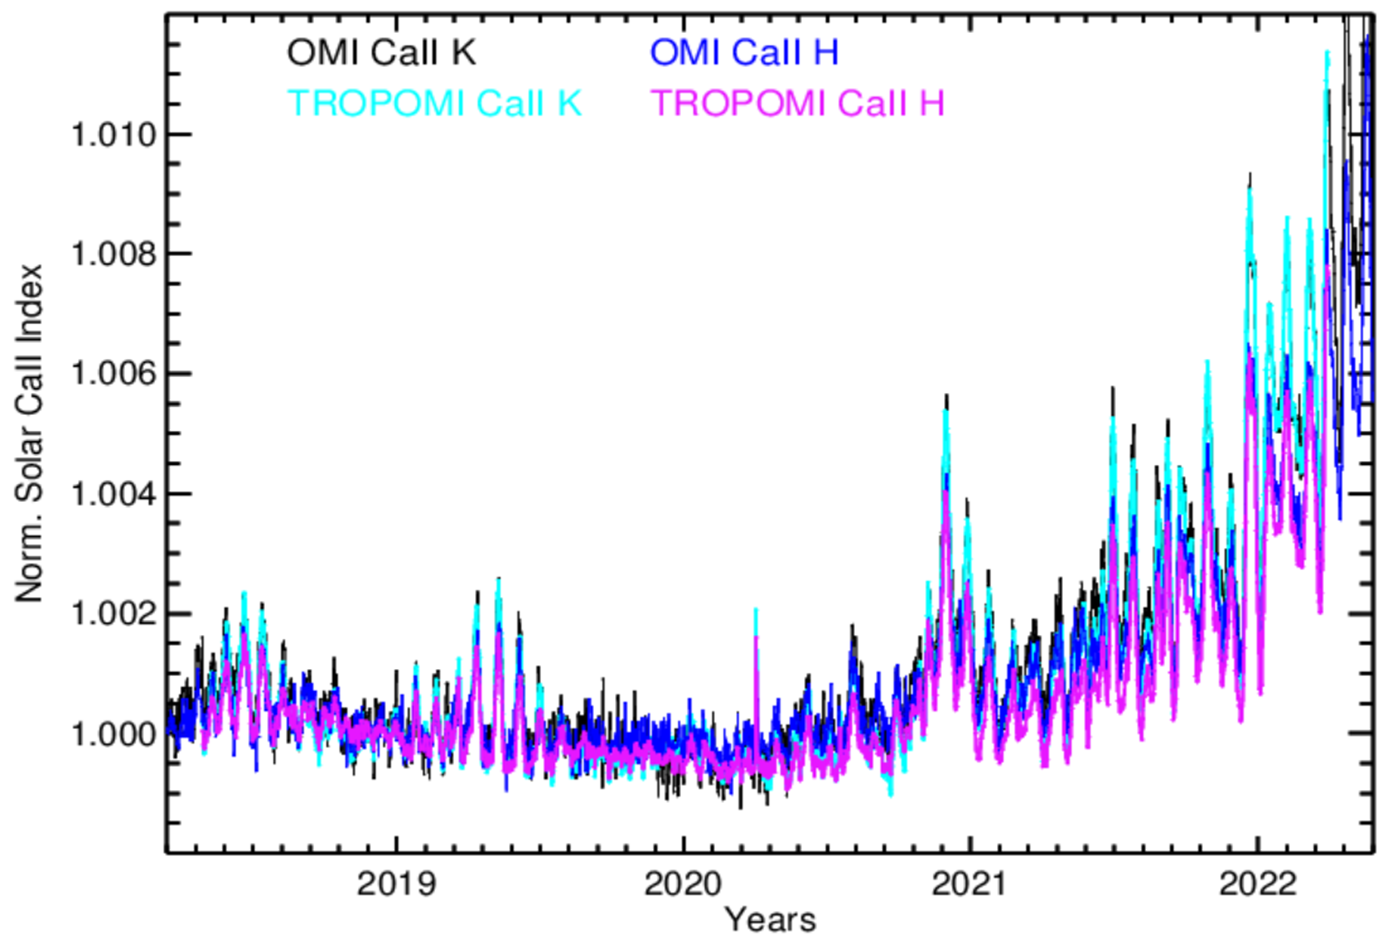 OMI CaII K
OMI CaII H
TROPOMI CaII K
TROPOMI CaII H
1.010
1.008
1.006
1.004
1.002
1.000
Norm. Solar CaII Index
2019
2020
2021
2022
Years